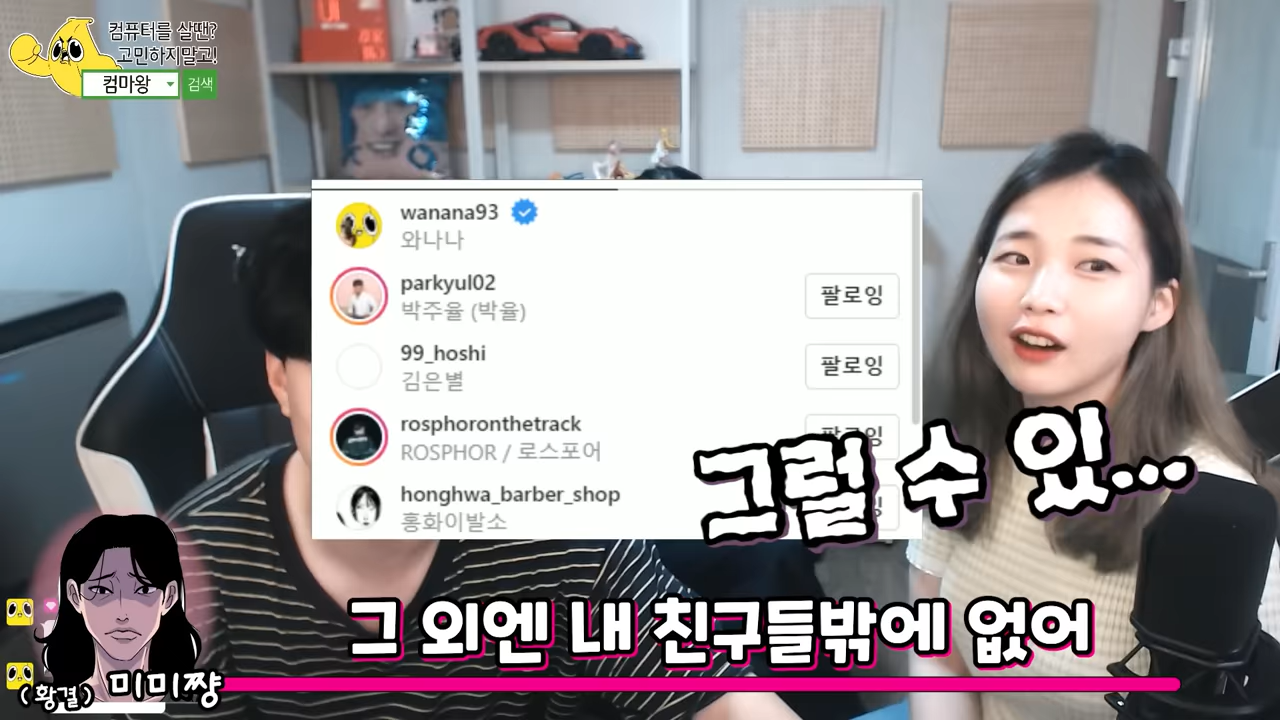 컴퓨터를 살땐?
고민하지말고!
컴마왕
검색
wanana93
와나나
parkyul02
박주율 (박율)
팔로잉
99_hoshi
김은별
팔로잉
rosphoronthetrack
ROSPHOR / 로스포어
honghwa_barber_shop
홍화이발소
그럴 수 있...
그 외엔 내 친구들밖에 없어
(황결) 미미쨩